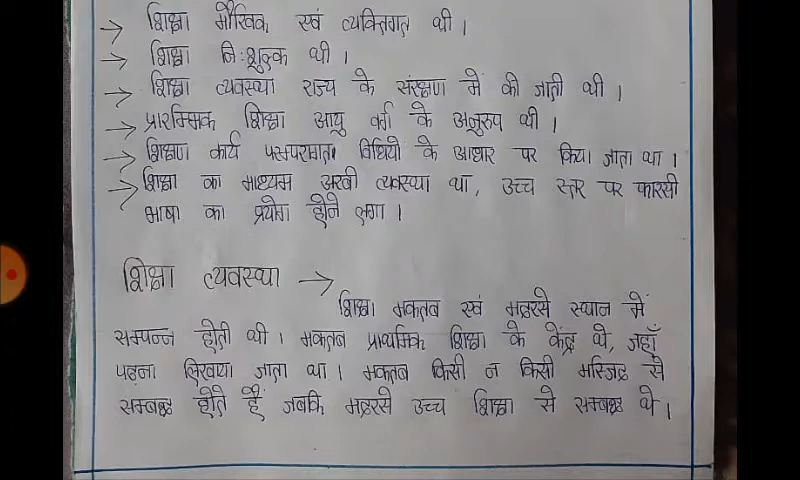 → शिक्षा मौखिक एवं व्यक्तिगत थी ।
→ शिक्षा निःशुल्क थी ।
→ शिक्षा व्यवस्था राज्य के संरक्षण में की जाती थी ।
→ प्रारम्भिक शिक्षा आयु वर्ग के अनुरुप थी ।
→ शिक्षण कार्य परम्परागत विधियो के आधार पर किया जाता था ।
→ शिक्षा का माध्यम अरबी व्यवस्था था, उच्च स्तर पर फारसी
भाषा का प्रयोग होने लगा ।
शिक्षा व्यवस्था →
शिक्षा मकतब एवं मदरसे स्थान में
सम्पन्न होती थी । मकतब प्राथमिक शिक्षा के केंद्र थे, जहाँ
पढ़ना लिखाया जाता था । मकतब किसी न किसी मस्जिद से
सम्बद्ध होते थे हैं जबकि मदरसे उच्च शिक्षा से सम्बद्ध थे ।